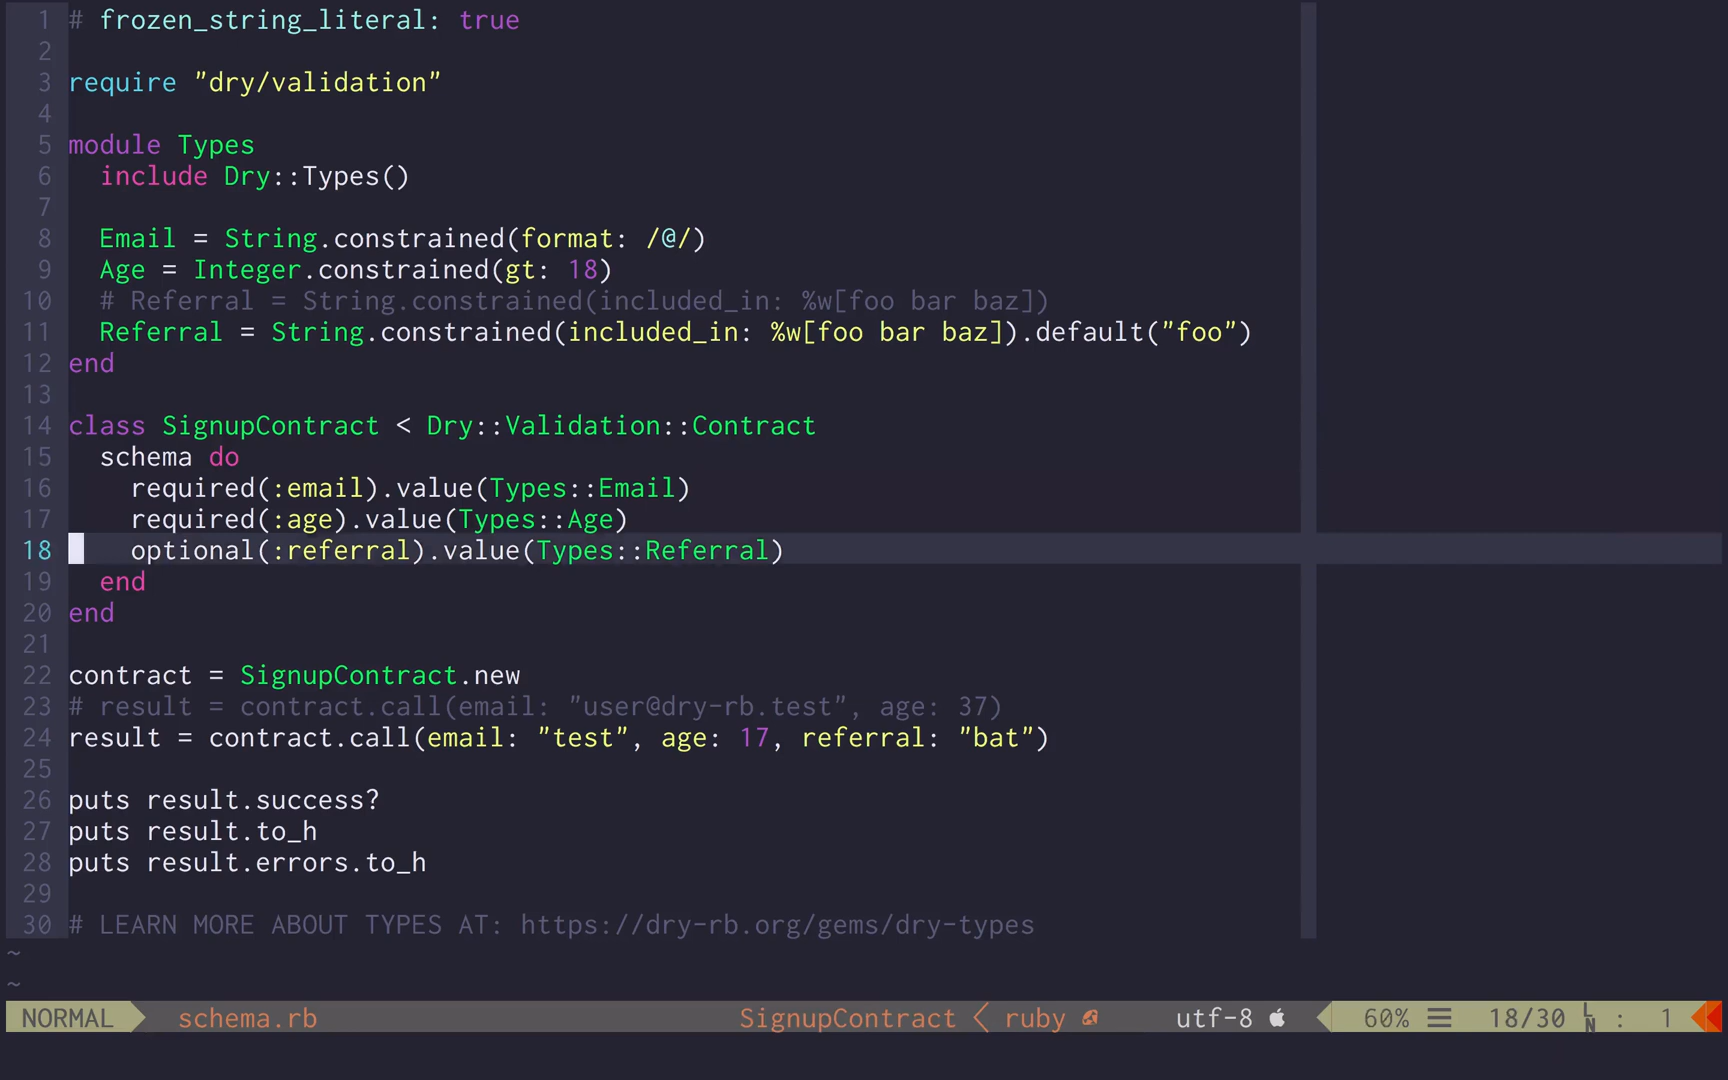 1 # frozen_string_literal: true
2
3 require "dry/validation"
4
5 module Types
6   include Dry::Types()
7
8   Email = String.constrained(format: /@/)
9   Age = Integer.constrained(gt: 18)
10   # Referral = String.constrained(included_in: %w[foo bar baz])
11   Referral = String.constrained(included_in: %w[foo bar baz]).default("foo")
12 end
13
14 class SignupContract < Dry::Validation::Contract
15   schema do
16     required(:email).value(Types::Email)
17     required(:age).value(Types::Age)
18     optional(:referral).value(Types::Referral)
19   end
20 end
21
22 contract = SignupContract.new
23 # result = contract.call(email: "user@dry-rb.test", age: 37)
24 result = contract.call(email: "test", age: 17, referral: "bat")
25
26 puts result.success?
27 puts result.to_h
28 puts result.errors.to_h
29
30 # LEARN MORE ABOUT TYPES AT: https://dry-rb.org/gems/dry-types
~
~
NORMAL schema.rb SignupContract < ruby utf-8 60% ☰ 18/30 LN : 1